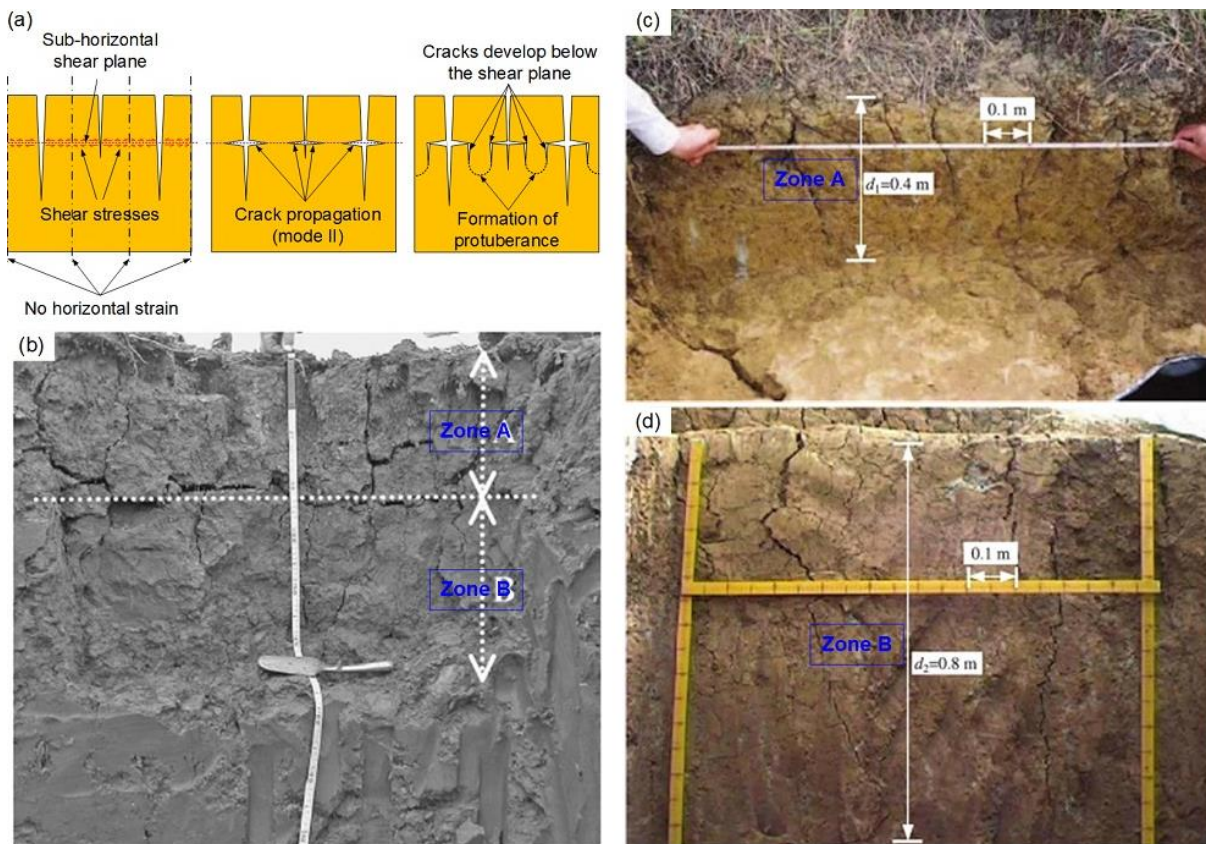 (a)
Sub-horizontal
shear plane
Shear stresses
No horizontal strain
Crack propagation
(mode II)
Cracks develop below
the shear plane
Formation of
protuberance
(b)
Zone A
A
Zone B
B
(c)
0.1 m
Zone A
d₁=0.4 m
(d)
0.1 m
Zone B
d₂=0.8 m